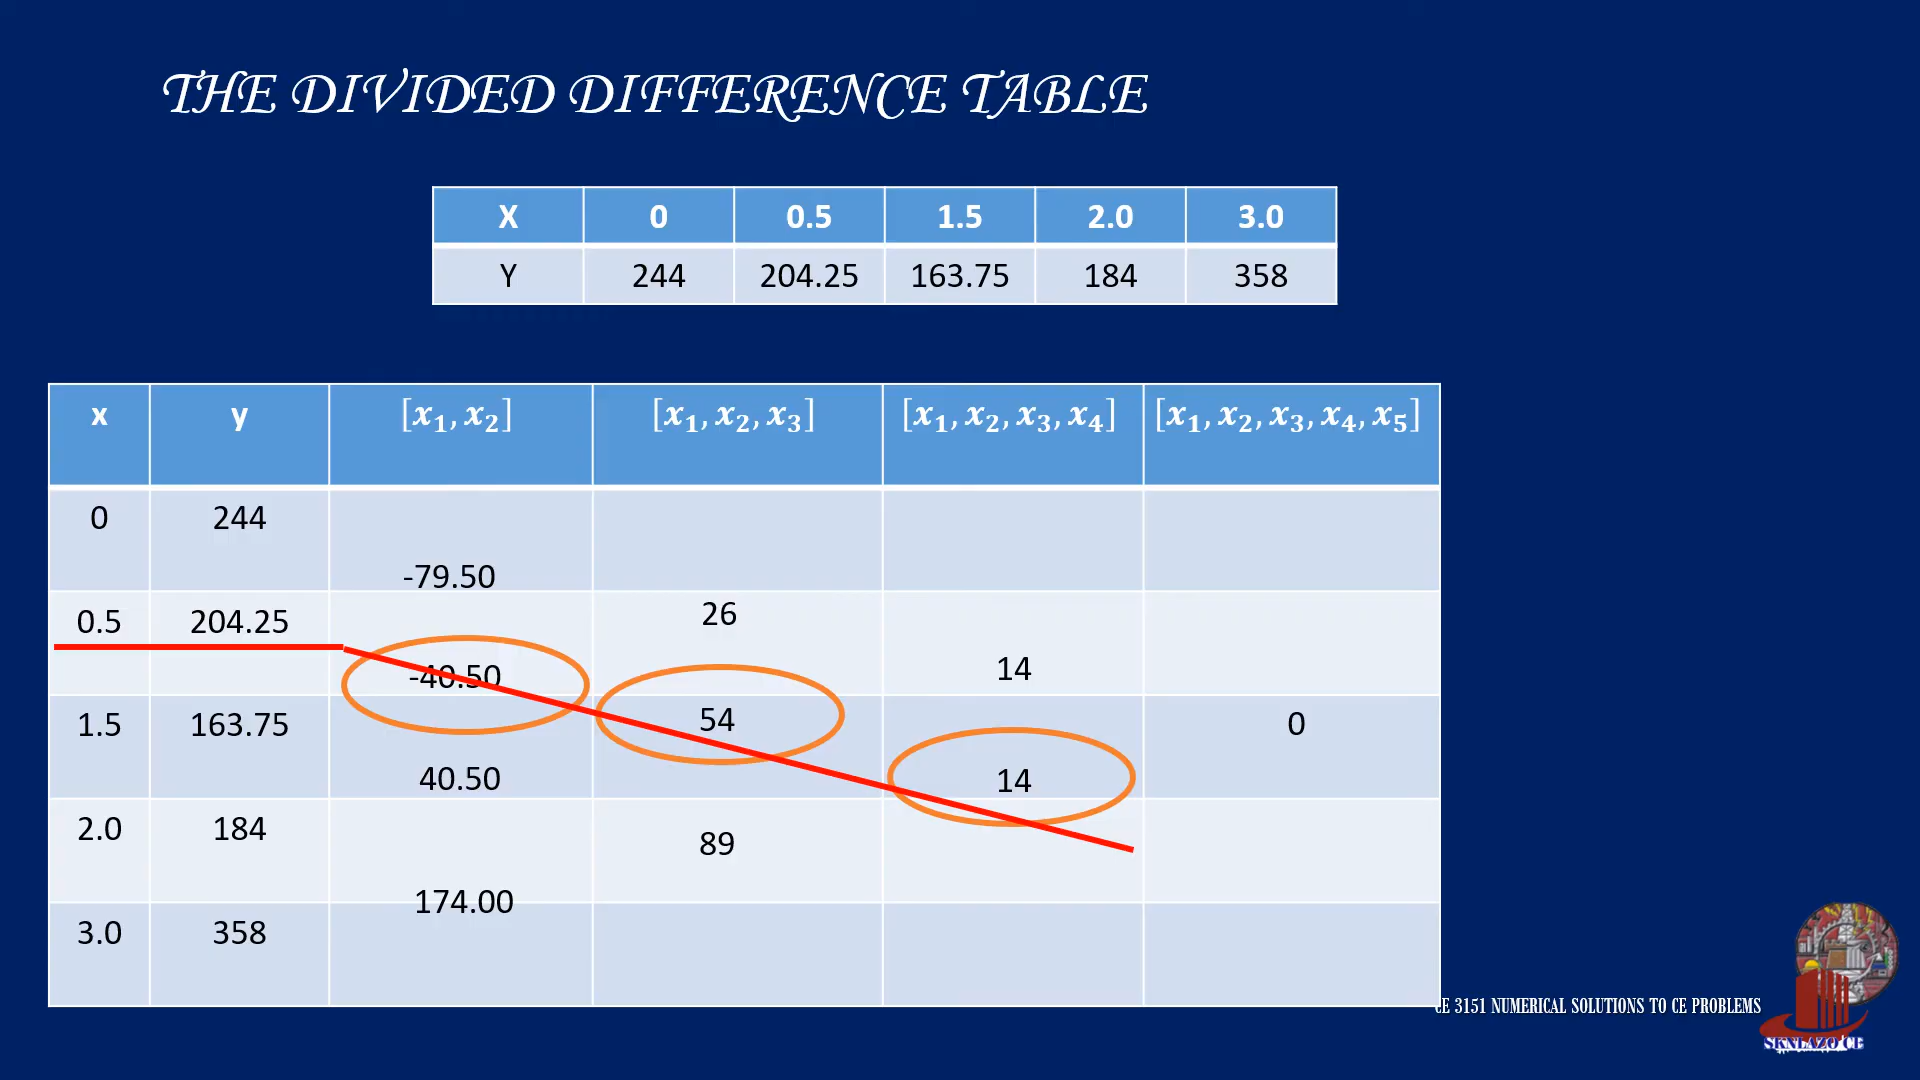 THE DIVIDED DIFFERENCE TABLE
X 0 0.5 1.5 2.0 3.0
Y 244 204.25 163.75 184 358
x y [x₁, x₂] [x₁, x₂, x₃] [x₁, x₂, x₃, x₄] [x₁, x₂, x₃, x₄, x₅]
0 244
-79.50
0.5 204.25 26
-40.50 14
1.5 163.75 54 0
40.50 14
2.0 184 89
174.00
3.0 358
CE 3151 NUMERICAL SOLUTIONS TO CE PROBLEMS
SKNLAZO CE